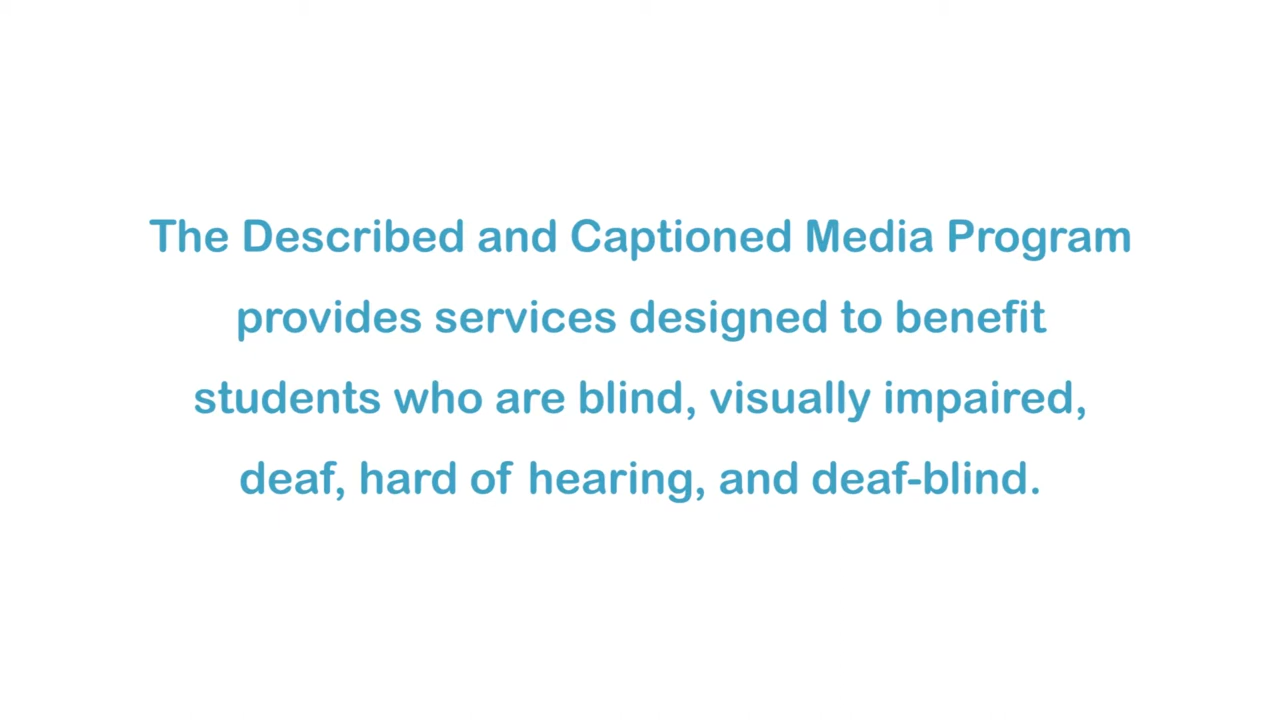 The Described and Captioned Media Program
provides services designed to benefit
students who are blind, visually impaired,
deaf, hard of hearing, and deaf-blind.